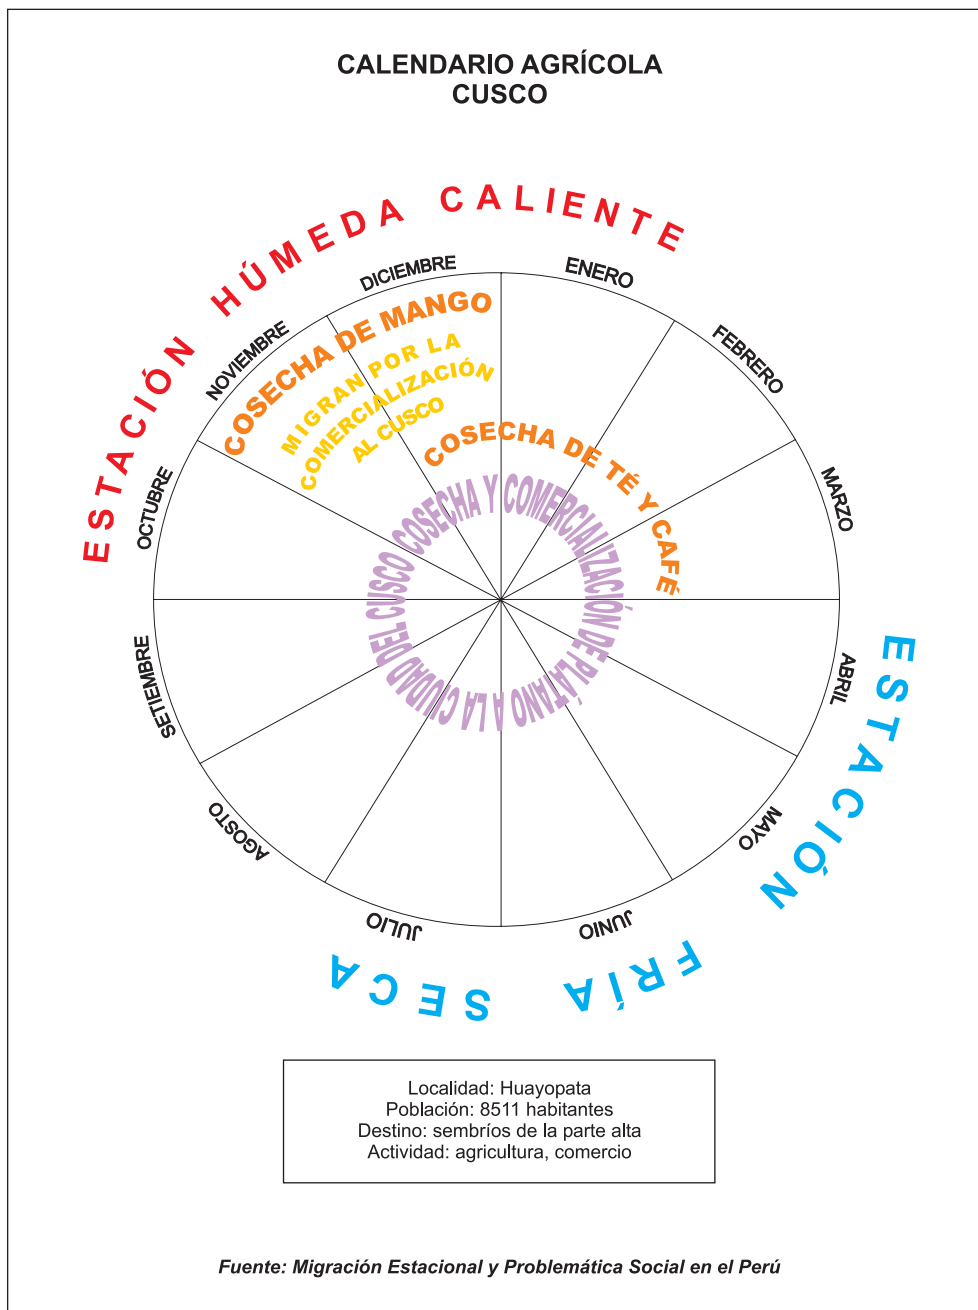 CALENDARIO AGRÍCOLA
CUSCO
ESTACIÓN HÚMEDA CALIENTE
ENERO
FEBRERO
MARZO
ABRIL
MAYO
JUNIO
JULIO
AGOSTO
SETIEMBRE
OCTUBRE
NOVIEMBRE
DICIEMBRE
COSECHA DE MANGO
MIGRAN POR LA
COMERCIALIZACIÓN
AL CUSCO
COSECHA DE TÉ Y CAFÉ
COSECHA Y COMERCIALIZACIÓN DE PLÁTANO A LA CIUDAD DEL CUSCO
ESTACIÓN FRÍA SECA
Localidad: Huayopata
Población: 8511 habitantes
Destino: sembríos de la parte alta
Actividad: agricultura, comercio
Fuente: Migración Estacional y Problemática Social en el Perú